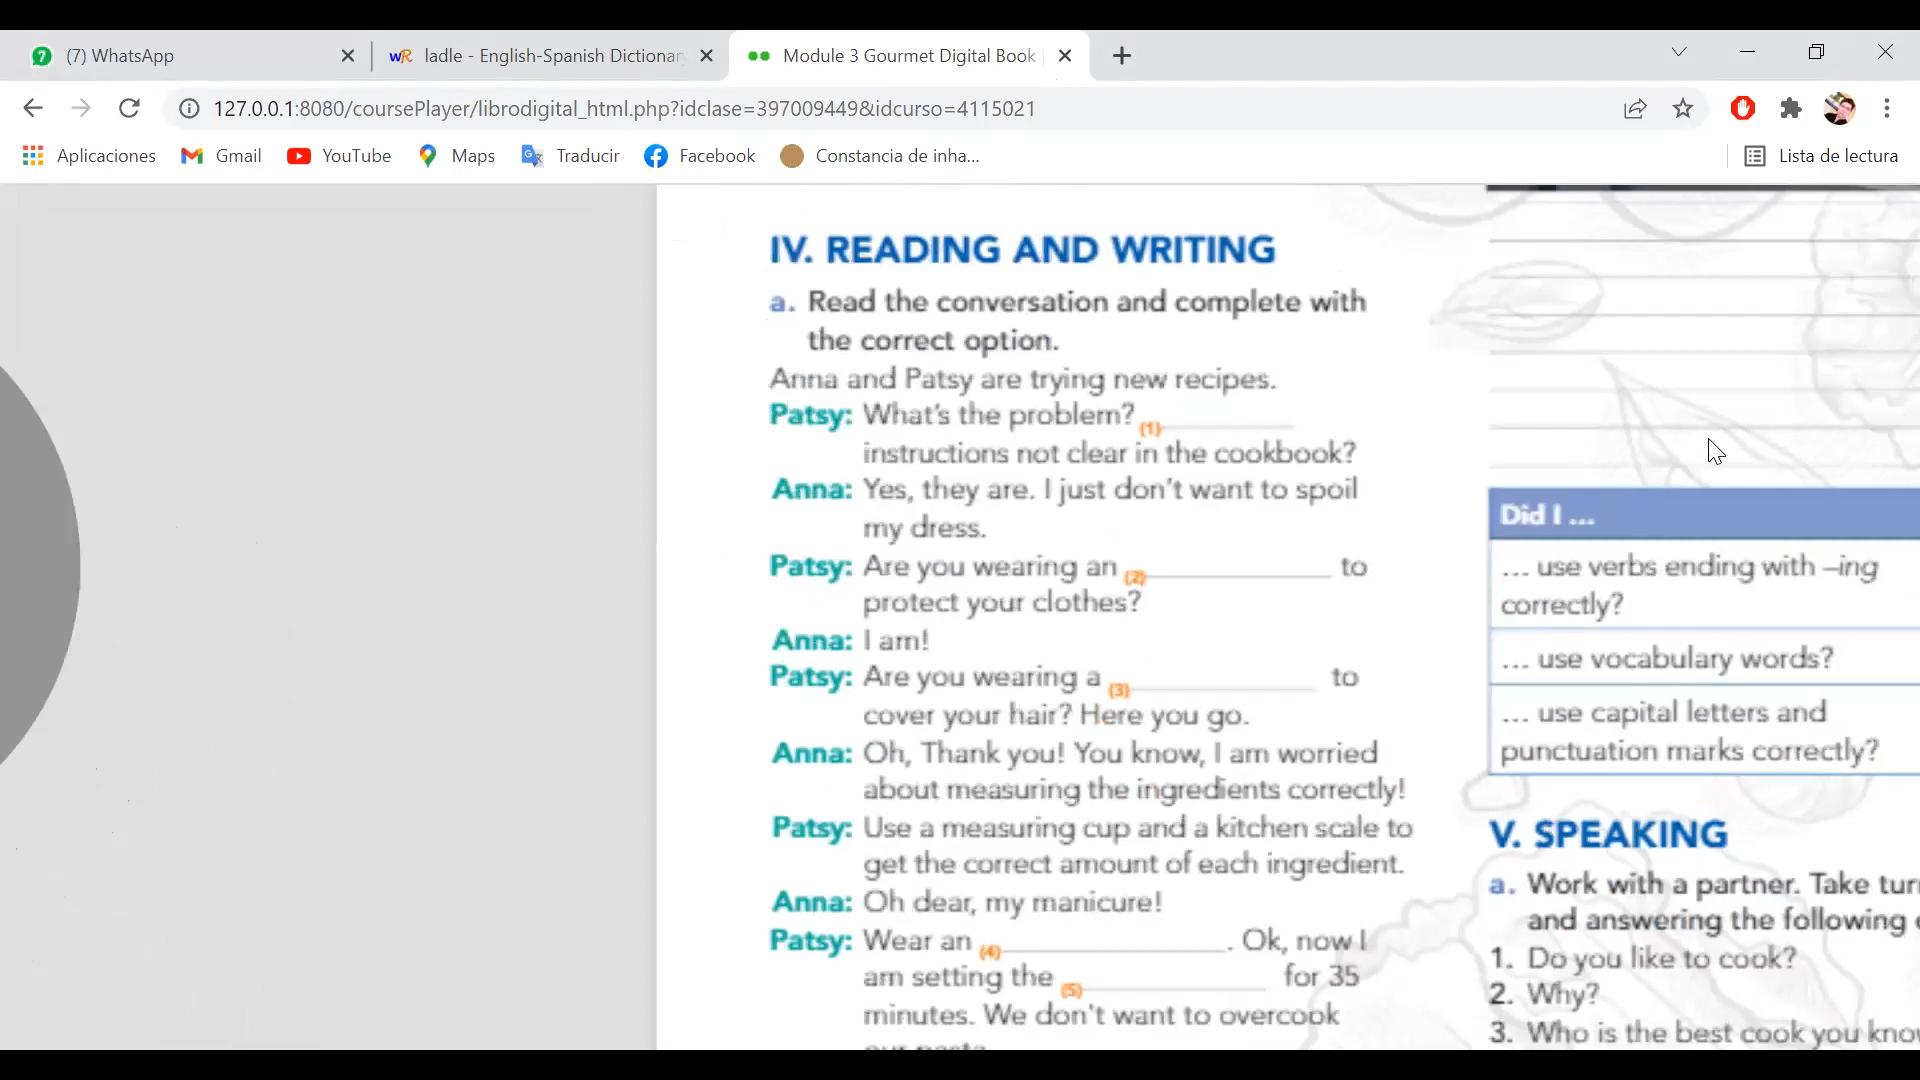 (7) WhatsApp
wR ladle - English-Spanish Dictionar
Module 3 Gourmet Digital Book
127.0.0.1:8080/coursePlayer/librodigital_html.php?idclase=397009449&idcurso=4115021
Aplicaciones Gmail YouTube Maps Traducir Facebook Constancia de inha... Lista de lectura
IV. READING AND WRITING
a. Read the conversation and complete with
the correct option.
Anna and Patsy are trying new recipes.
Patsy: What's the problem? (1)
instructions not clear in the cookbook?
Anna: Yes, they are. I just don't want to spoil
my dress.
Patsy: Are you wearing an (2) to
protect your clothes?
Anna: I am!
Patsy: Are you wearing a (3) to
cover your hair? Here you go.
Anna: Oh, Thank you! You know, I am worried
about measuring the ingredients correctly!
Patsy: Use a measuring cup and a kitchen scale to
get the correct amount of each ingredient.
Anna: Oh dear, my manicure!
Patsy: Wear an (4) . Ok, now I
am setting the (5) for 35
minutes. We don't want to overcook
Did I ...
... use verbs ending with –ing
correctly?
... use vocabulary words?
... use capital letters and
punctuation marks correctly?
V. SPEAKING
a. Work with a partner. Take tur
and answering the following
1. Do you like to cook?
2. Why?
3. Who is the best cook you kno